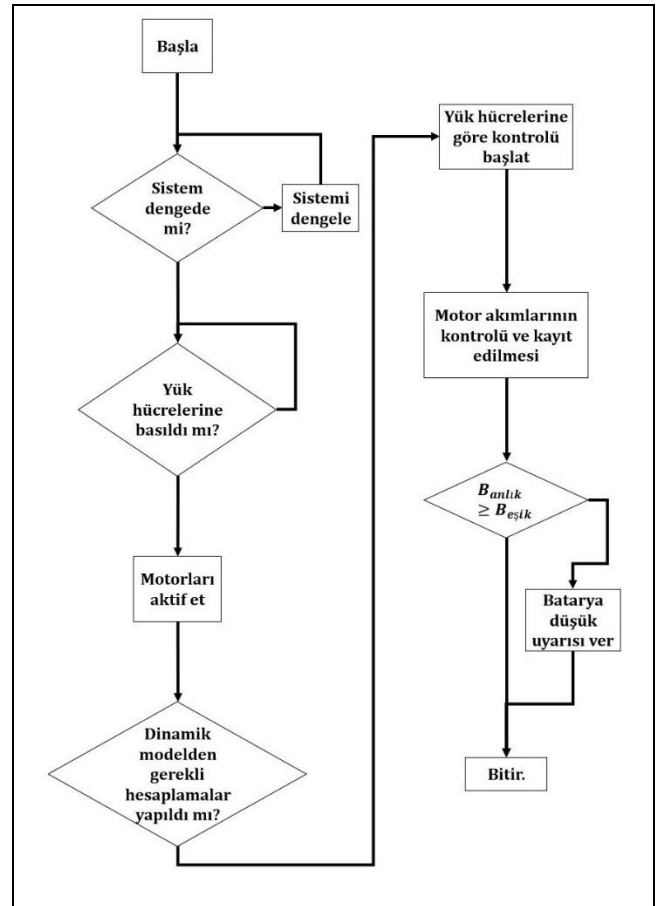 Başla
Sistem
dengede
mi?
Sistemi
dengele
Yük
hücrelerine
basıldı mı?
Motorları
aktif et
Dinamik
modelden
gerekli
hesaplamalar
yapıldı mı?
Yük hücrelerine
göre kontrolü
başlat
Motor akımlarının
kontrolü ve kayıt
edilmesi
B_anlık
≥ B_eşik
Batarya
düşük
uyarısı ver
Bitir.